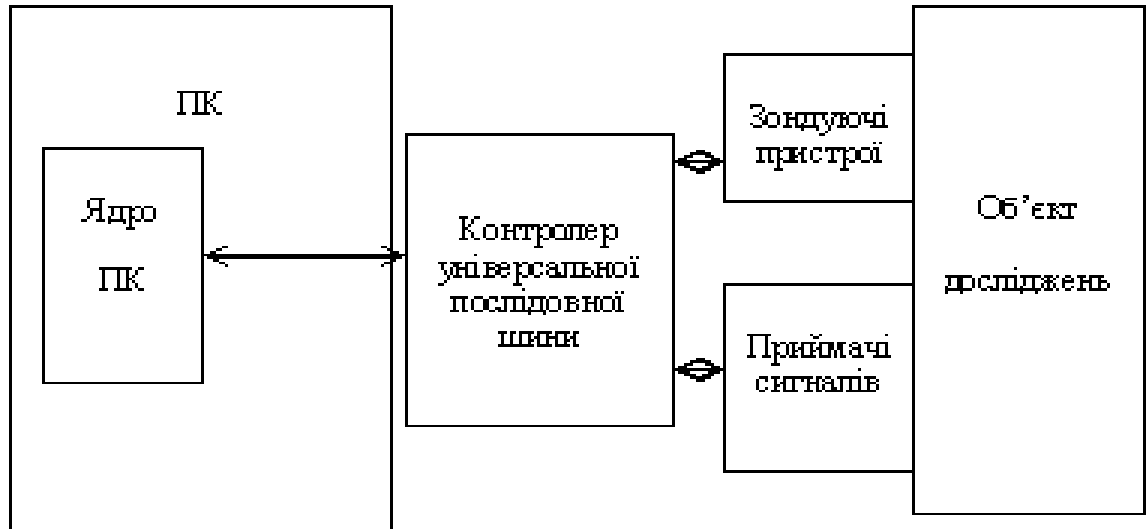 ПК
Ядро
ПК
Контролер
універсальної
послідовної
шини
Зондуючі
пристрої
Приймачі
сигналів
Об’єкт
досліджень